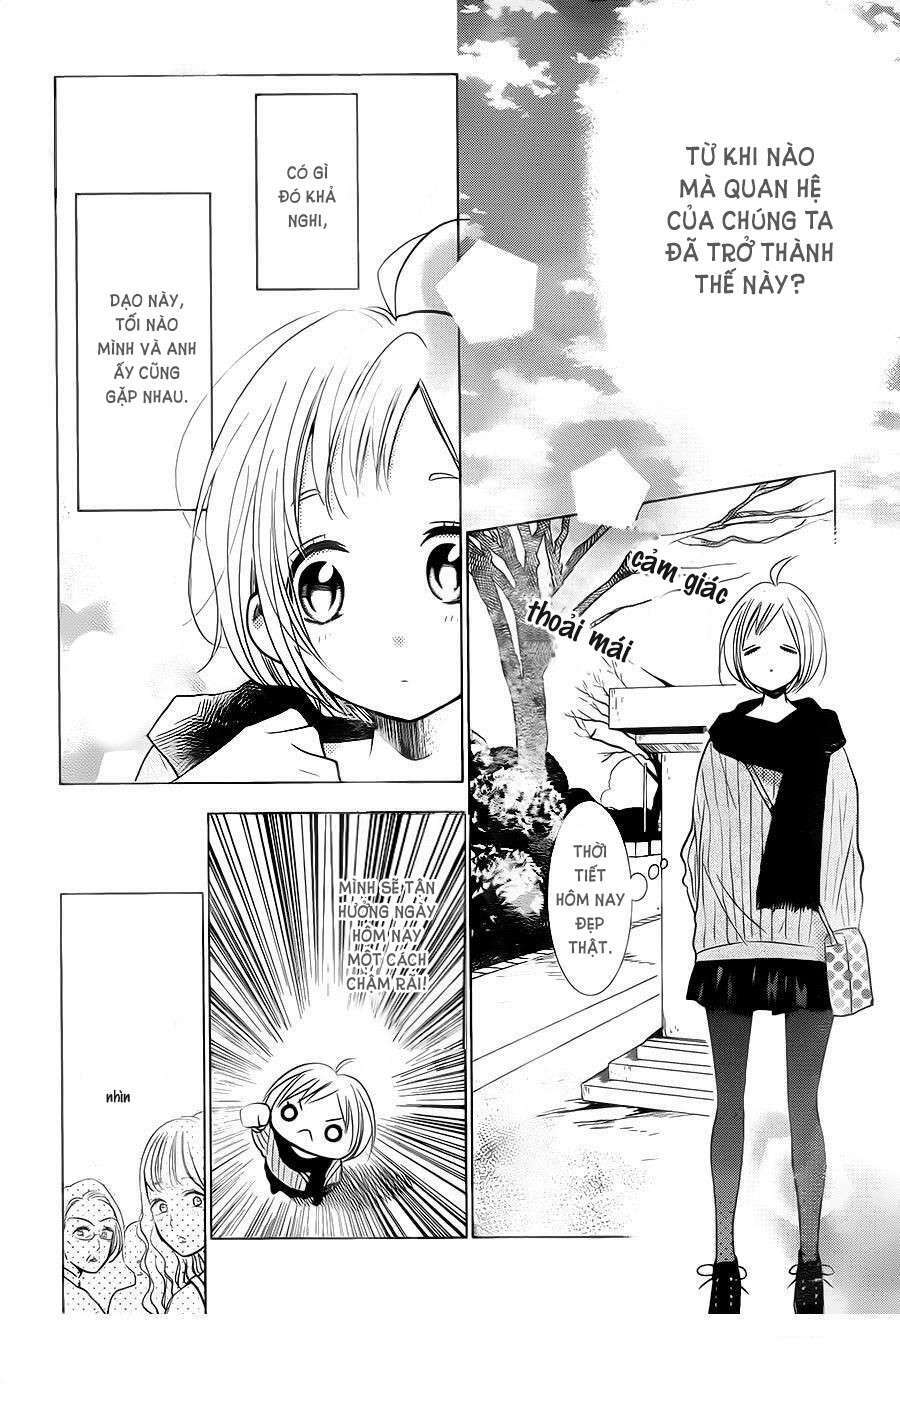 TỪ KHI NÀO
MÀ QUAN HỆ
CỦA CHÚNG TA
ĐÃ TRỞ THÀNH
THẾ NÀY?
CÓ GÌ
ĐÓ KHẢ
NGHI,
DẠO NÀY,
TỐI NÀO
MÌNH VÀ ANH
ẤY CŨNG
GẶP NHAU.
cảm giác
thoải mái
THỜI
TIẾT
HÔM NAY
ĐẸP
THẬT.
MÌNH SẼ TẬN
HƯỞNG NGÀY
HÔM NAY
MỘT CÁCH
CHẬM RÃI!
nhìn